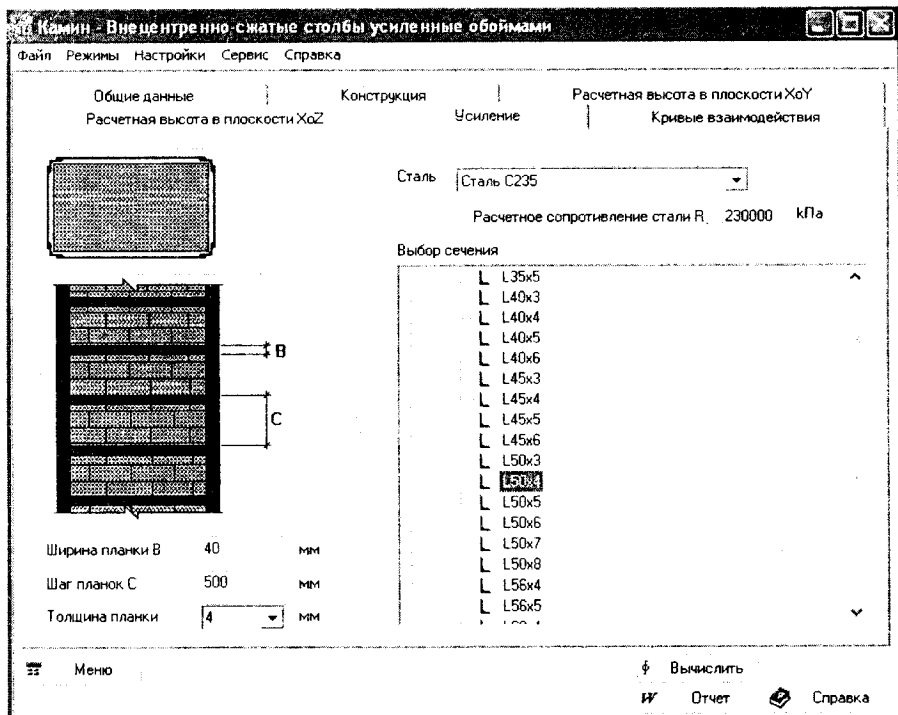 Камин - Внецентренно-сжатые столбы усиленные обоймами
Файл Режимы Настройки Сервис Справка
Общие данные Конструкция Расчетная высота в плоскости XoY
Расчетная высота в плоскости XoZ Усиление Кривые взаимодействия
Сталь Сталь С235
Расчетное сопротивление стали R 230000 кПа
Выбор сечения
L35x5
L40x3
L40x4
L40x5
L40x6
L45x3
L45x4
L45x5
L45x6
L50x3
L50x4
L50x5
L50x6
L50x7
L50x8
L56x4
L56x5
B
C
Ширина планки B 40 мм
Шаг планок C 500 мм
Толщина планки 4 мм
Меню
Вычислить
W Отчет Справка